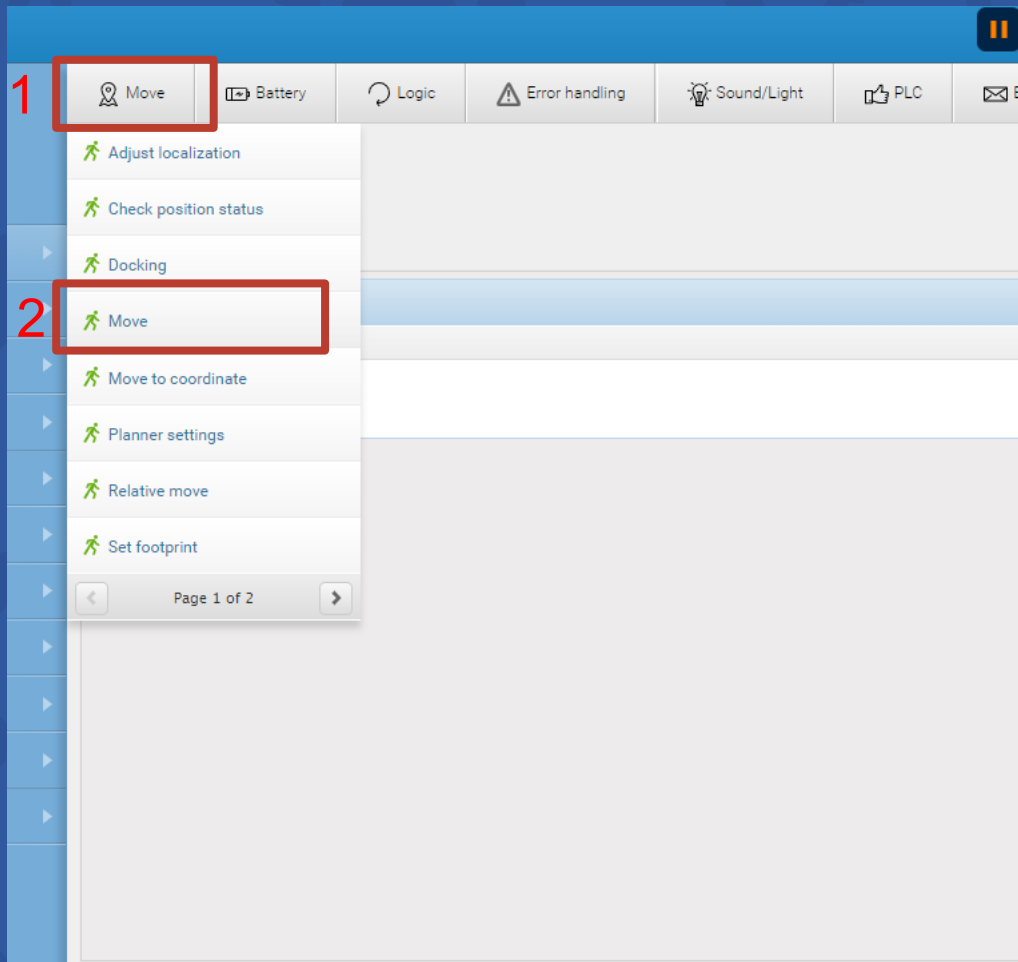 1
Move
Battery
Logic
Error handling
Sound/Light
PLC
Adjust localization
Check position status
Docking
2
Move
Move to coordinate
Planner settings
Relative move
Set footprint
Page 1 of 2